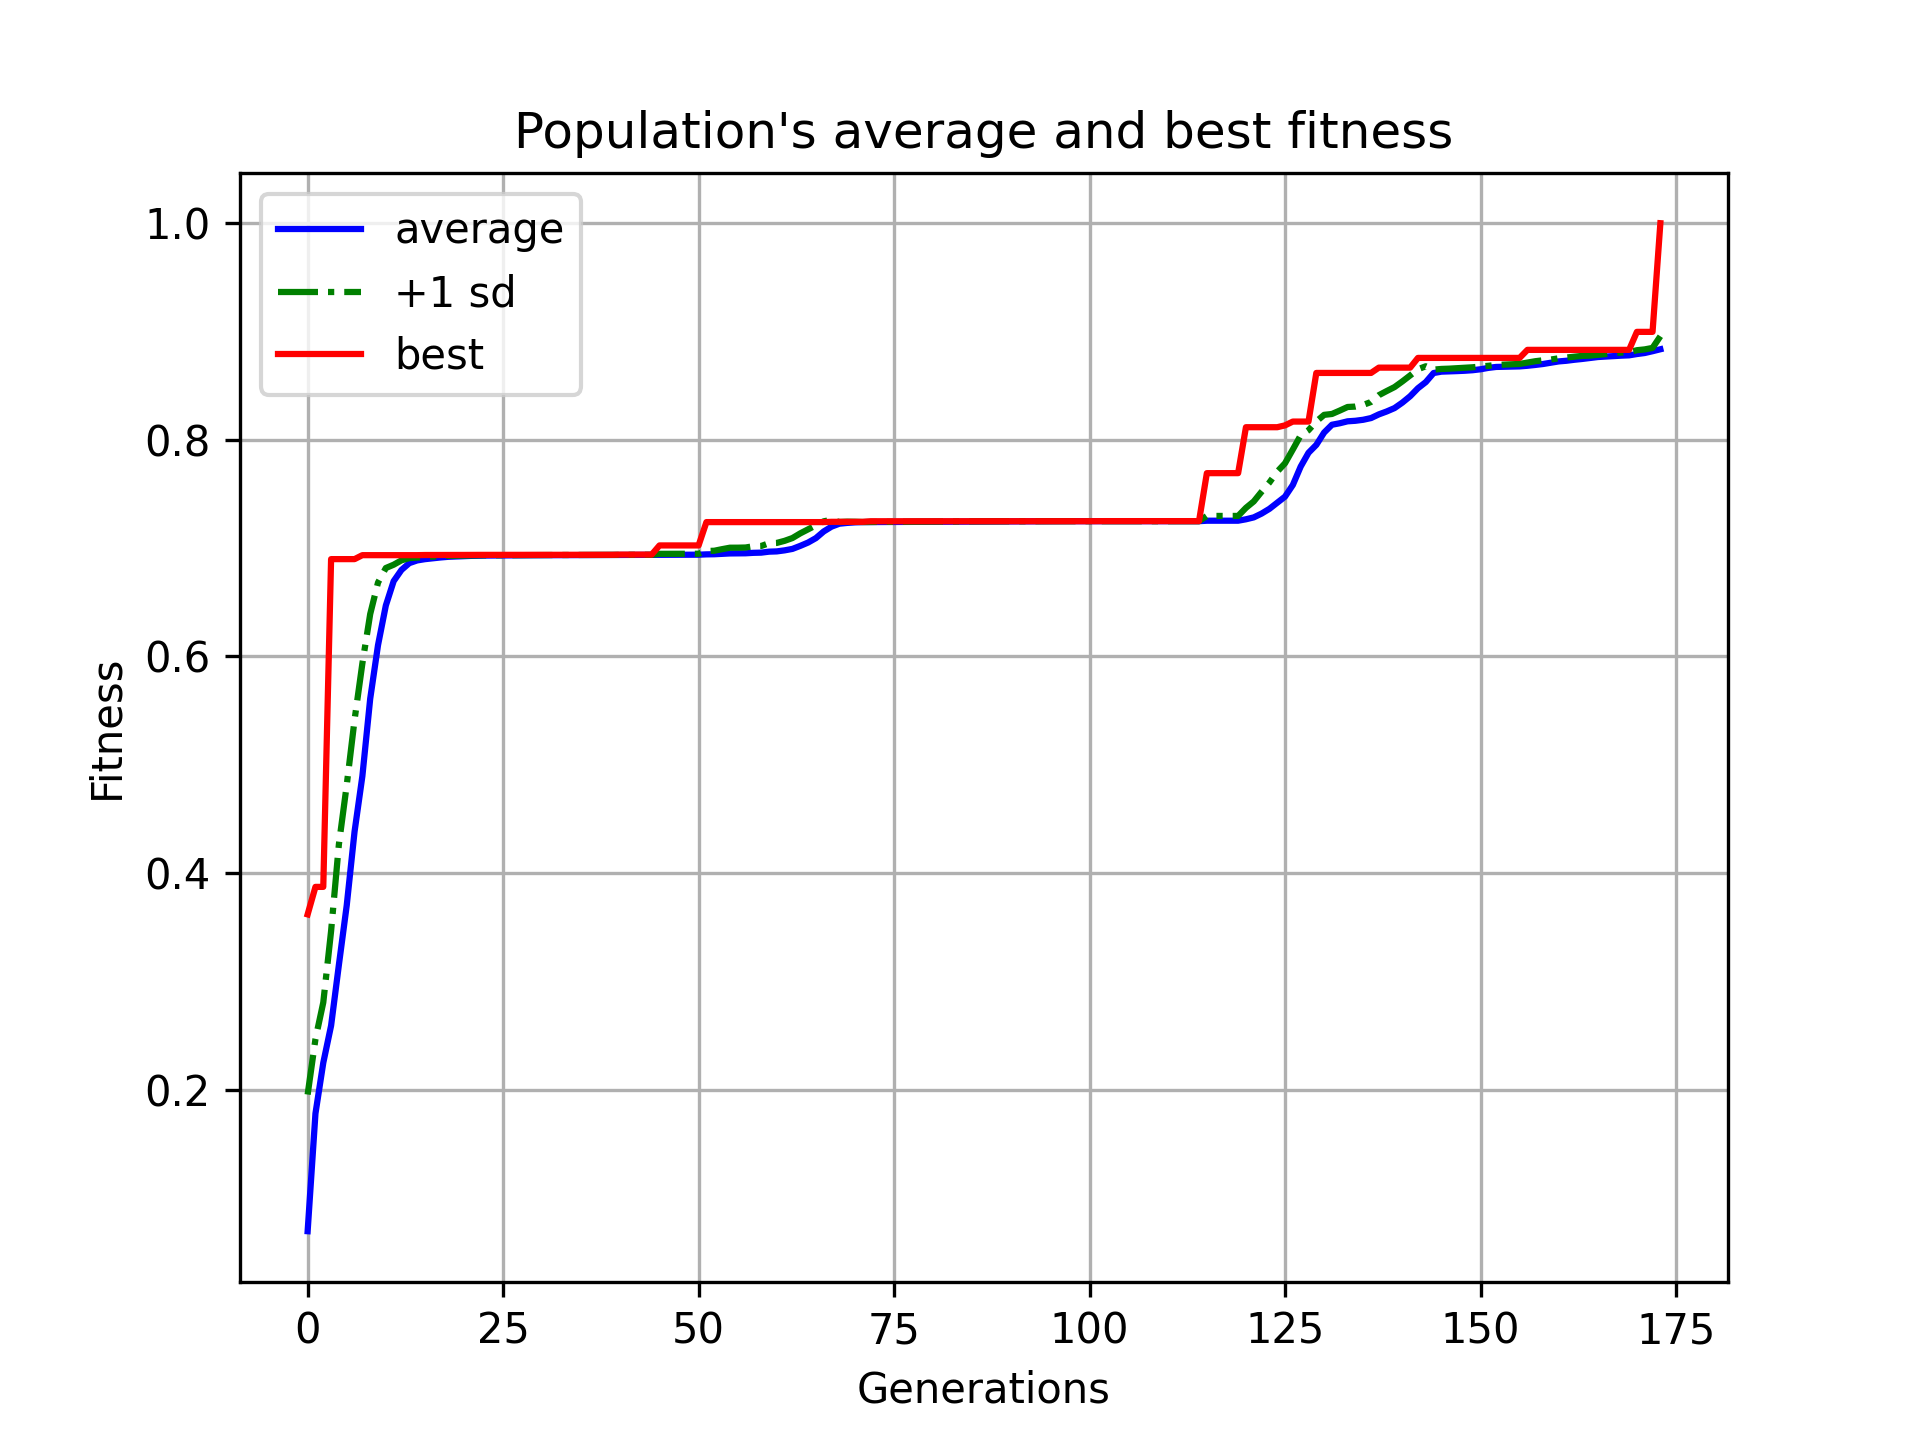 Population's average and best fitness
average
+1 sd
best
1.0
0.8
0.6
0.4
0.2
Fitness
0 25 50 75 100 125 150 175
Generations